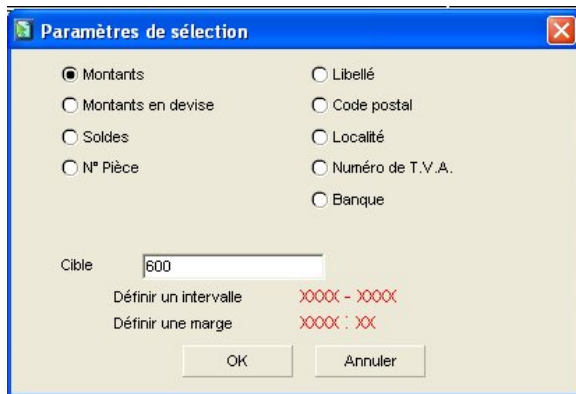 Paramètres de sélection
Montants
Libellé
Montants en devise
Code postal
Soldes
Localité
N° Pièce
Numéro de T.V.A.
Banque
Cible
600
Définir un intervalle
XXXX - XXXX
Définir une marge
XXXX : XX
OK
Annuler